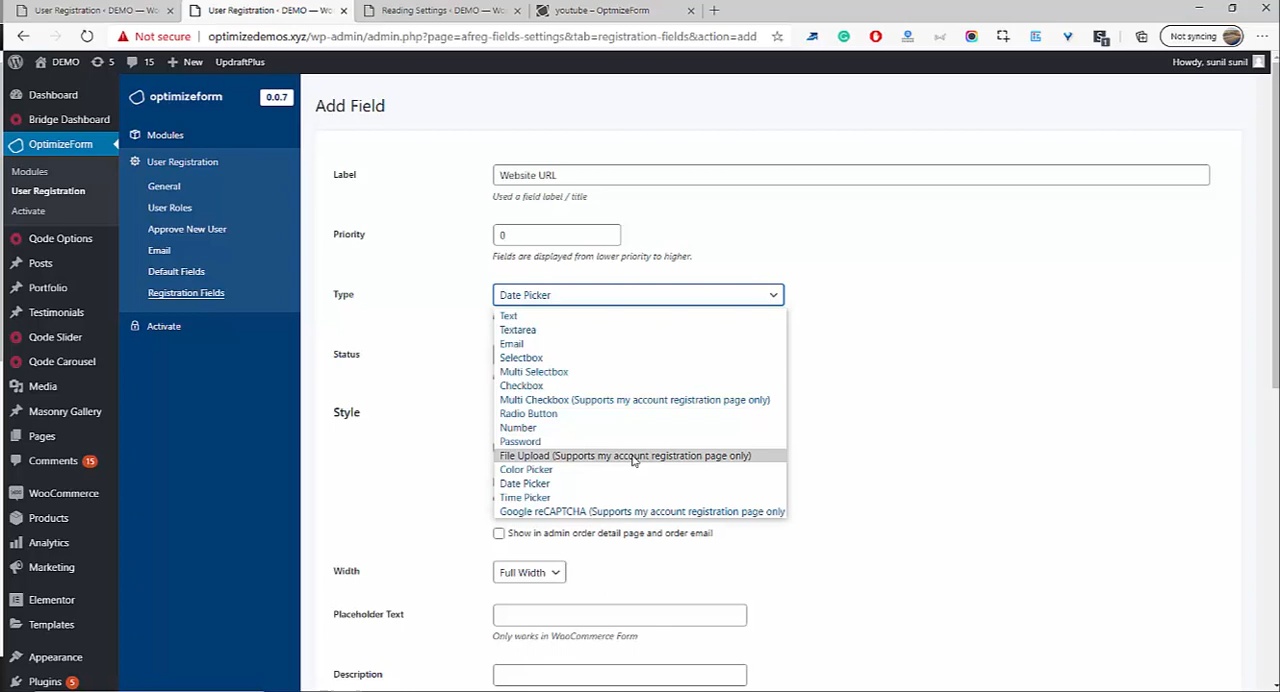 User Registration ‹ DEMO — Wo
User Registration ‹ DEMO — Wo
Reading Settings ‹ DEMO — Wo
youtube – OptmizeForm
Not secure
optimizedemos.xyz/wp-admin/admin.php?page=afreg-fields-settings&tab=registration-fields&action=add
Not syncing
DEMO
5
15
New
UpdraftPlus
Howdy, sunil sunil
Dashboard
Bridge Dashboard
OptimizeForm
Modules
User Registration
Activate
Qode Options
Posts
Portfolio
Testimonials
Qode Slider
Qode Carousel
Media
Masonry Gallery
Pages
Comments 15
WooCommerce
Products
Analytics
Marketing
Elementor
Templates
Appearance
Plugins 5
optimizeform
0.0.7
Modules
User Registration
General
User Roles
Approve New User
Email
Default Fields
Registration Fields
Activate
Add Field
Label
Website URL
Used a field label / title
Priority
0
Fields are displayed from lower priority to higher.
Type
Date Picker
Text
Textarea
Email
Selectbox
Multi Selectbox
Checkbox
Multi Checkbox (Supports my account registration page only)
Radio Button
Number
Password
File Upload (Supports my account registration page only)
Color Picker
Date Picker
Time Picker
Google reCAPTCHA (Supports my account registration page only
Status
Style
Show in admin order detail page and order email
Width
Full Width
Placeholder Text
Only works in WooCommerce Form
Description